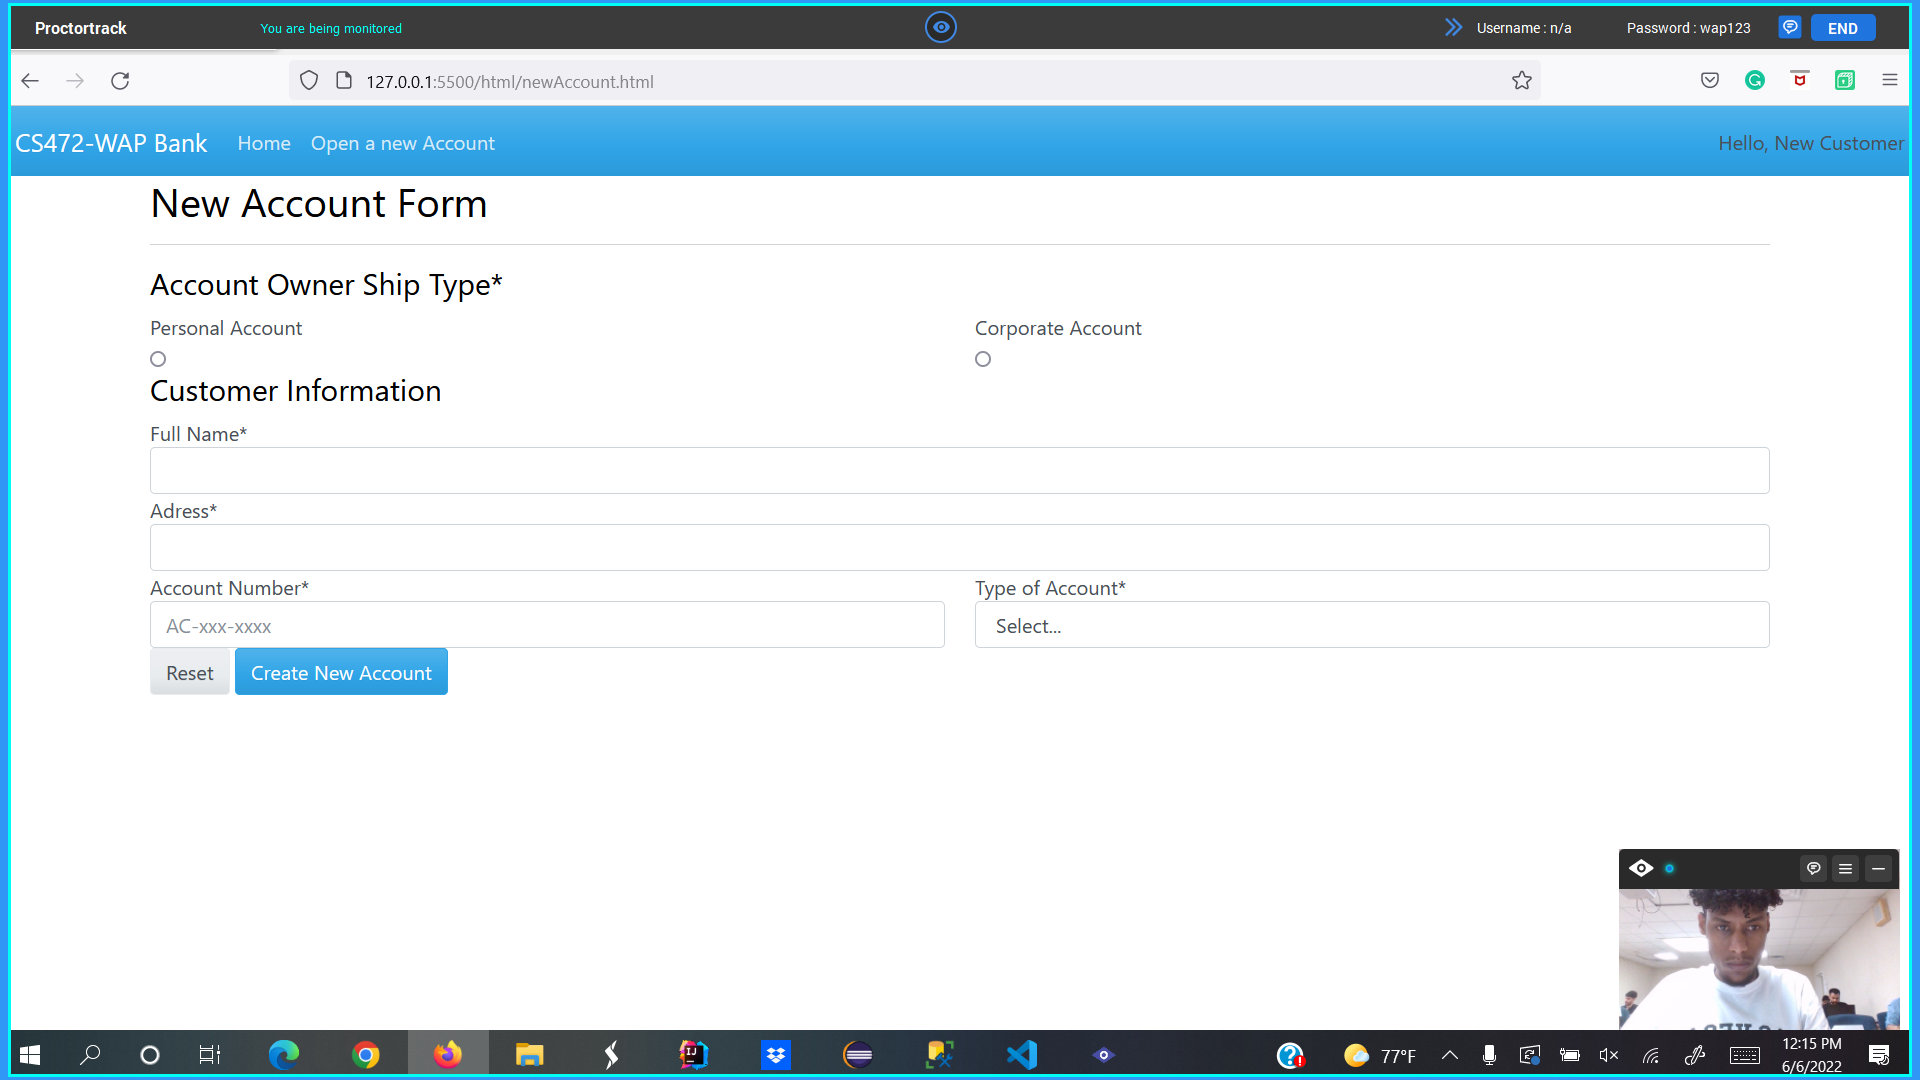 Proctortrack
You are being monitored
Username : n/a
Password : wap123
END
127.0.0.1:5500/html/newAccount.html
CS472-WAP Bank
Home
Open a new Account
Hello, New Customer
New Account Form
Account Owner Ship Type*
Personal Account
Corporate Account
Customer Information
Full Name*
Adress*
Account Number*
Type of Account*
AC-xxx-xxxx
Select...
Reset
Create New Account
77°F
12:15 PM
6/6/2022